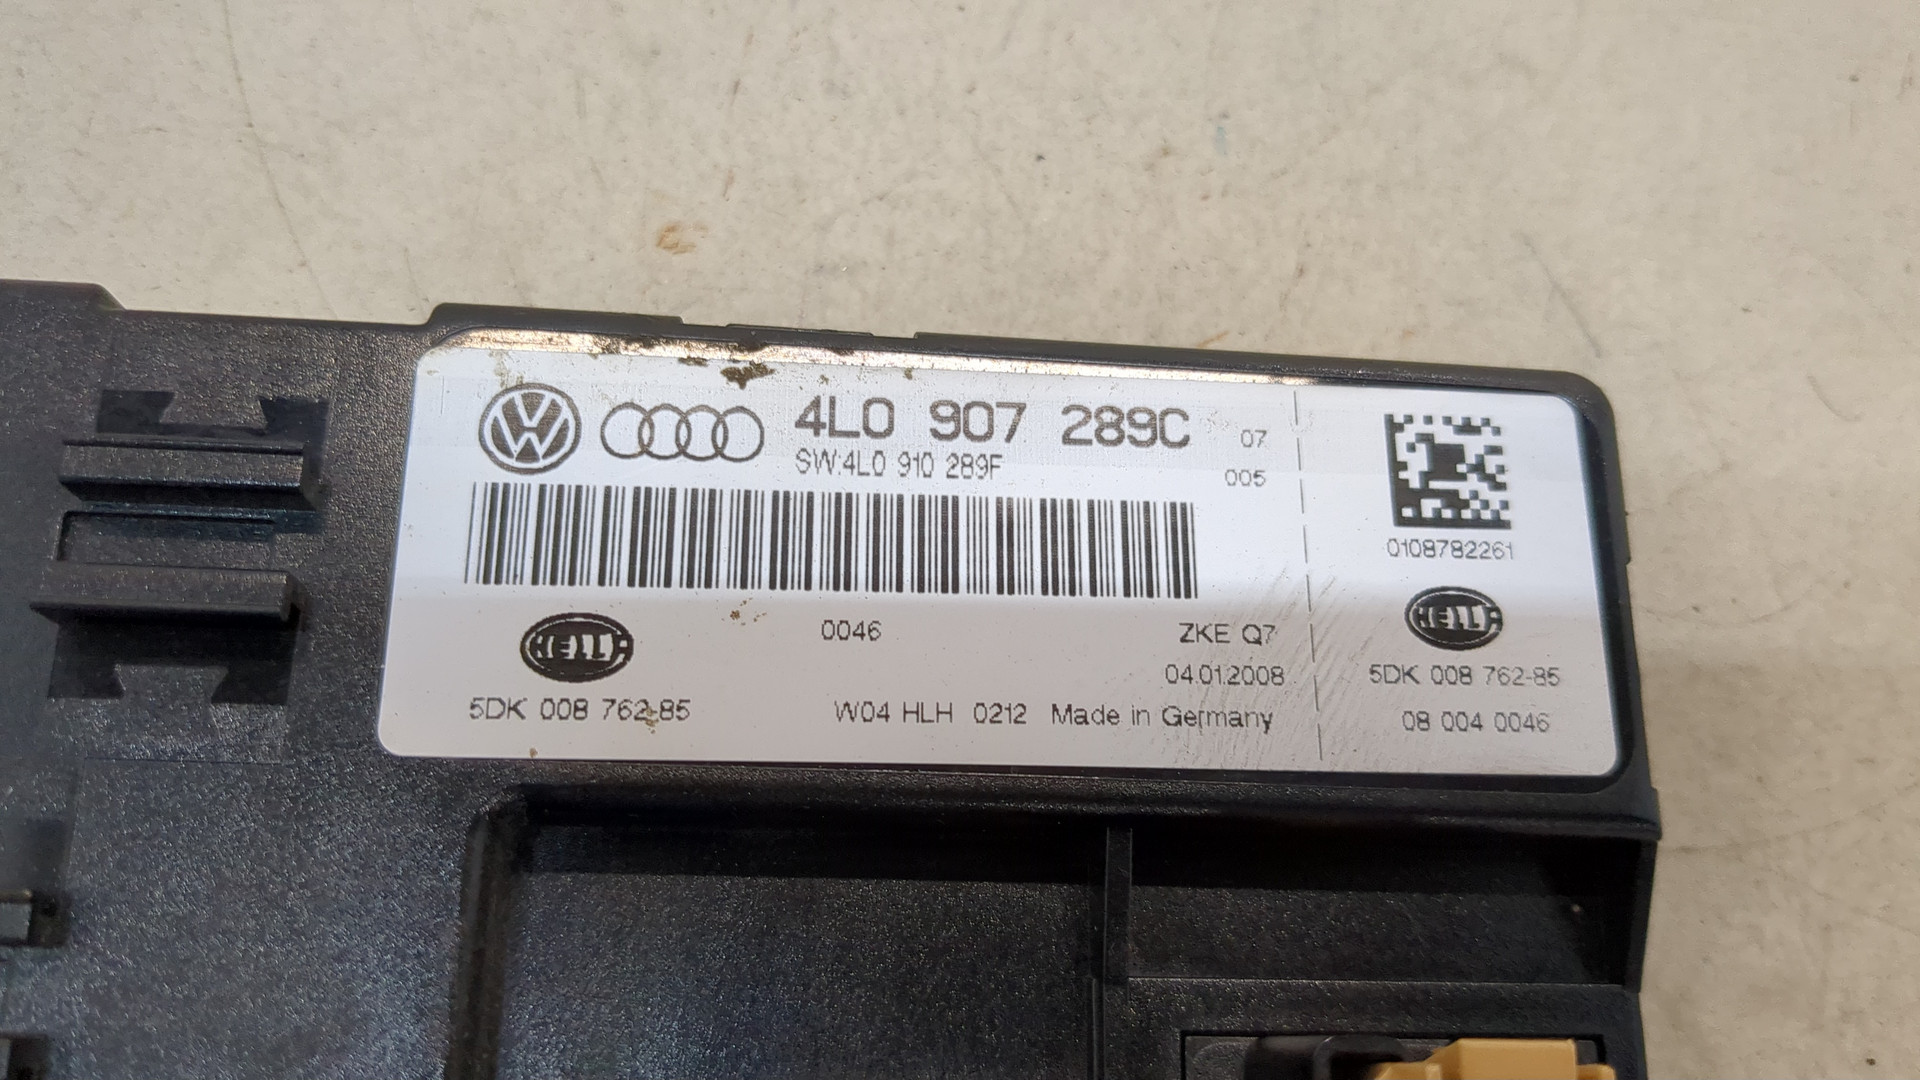 4L0 907 289C 07
SW:4L0 910 289F 005
0108782261
HELLA
0046
ZKE Q7
HELLA
04.01.2008
5DK 008 762-85
5DK 008 762-85
W04 HLH 0212 Made in Germany
08 004 0046